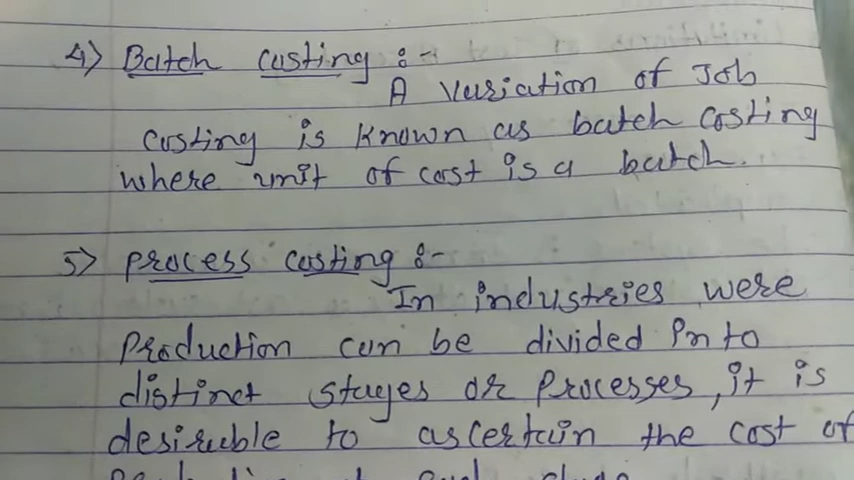 4) Batch costing :-
A Variation of Job
costing is known as batch costing
where unit of cost is a batch.
5) process costing :-
In industries were
production can be divided into
distinct stages or processes, it is
desirable to ascertain the cost of